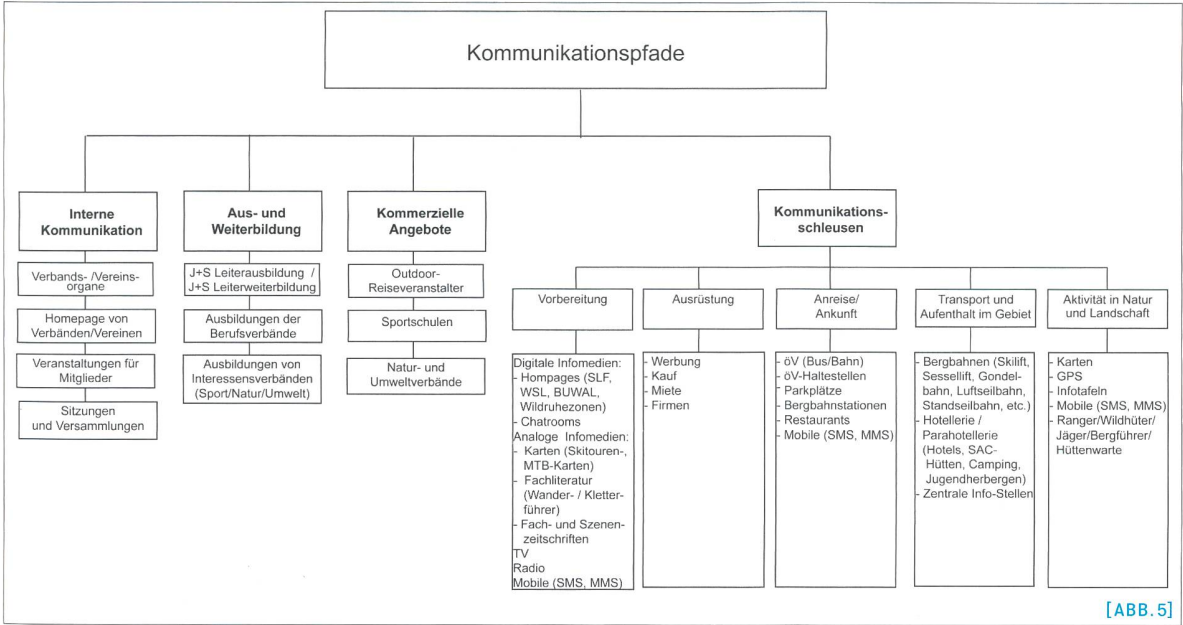 Kommunikationspfade
Interne
Kommunikation
Verbands- /Vereins-
organe
Homepage von
Verbänden/Vereinen
Veranstaltungen für
Mitglieder
Sitzungen
und Versammlungen
Aus- und
Weiterbildung
J+S Leiterausbildung /
J+S Leiterweiterbildung
Ausbildungen der
Berufsverbände
Ausbildungen von
Interessensverbänden
(Sport/Natur/Umwelt)
Kommerzielle
Angebote
Outdoor-
Reiseveranstalter
Sportschulen
Natur- und
Umweltverbände
Kommunikations-
schleusen
Vorbereitung
Digitale Infomedien:
- Hompages (SLF,
WSL, BUWAL,
Wildruhezonen)
- Chatrooms
Analoge Infomedien:
- Karten (Skitouren-,
MTB-Karten)
- Fachliteratur
(Wander- / Kletter-
führer)
- Fach- und Szenen-
zeitschriften
TV
Radio
Mobile (SMS, MMS)
Ausrüstung
- Werbung
- Kauf
- Miete
- Firmen
Anreise/
Ankunft
- öV (Bus/Bahn)
- öV-Haltestellen
- Parkplätze
- Bergbahnstationen
- Restaurants
- Mobile (SMS, MMS)
Transport und
Aufenthalt im Gebiet
- Bergbahnen (Skilift,
Sessellift, Gondel-
bahn, Luftseilbahn,
Standseilbahn, etc.)
- Hotellerie /
Parahotellerie
(Hotels, SAC-
Hütten, Camping,
Jugendherbergen)
- Zentrale Info-Stellen
Aktivität in Natur
und Landschaft
- Karten
- GPS
- Infotafeln
- Mobile (SMS, MMS)
- Ranger/Wildhüter/
Jäger/Bergführer/
Hüttenwarte
[ABB.5]